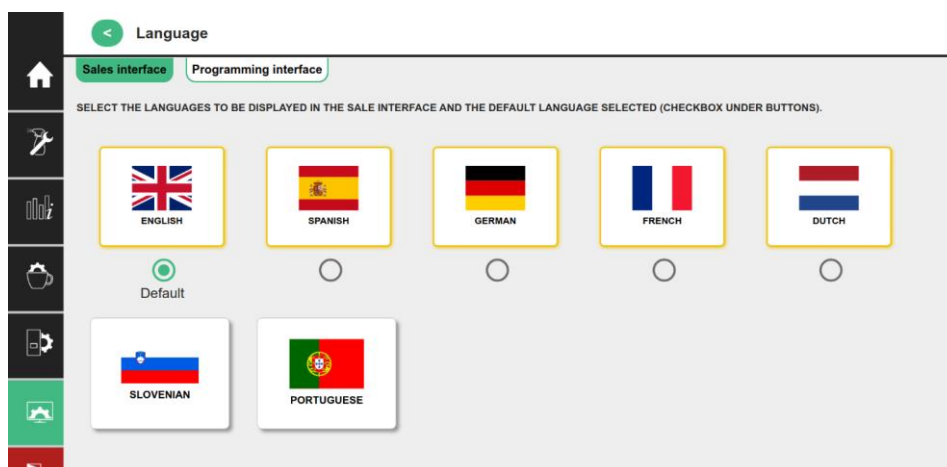 < Language
Sales interface Programming interface
SELECT THE LANGUAGES TO BE DISPLAYED IN THE SALE INTERFACE AND THE DEFAULT LANGUAGE SELECTED (CHECKBOX UNDER BUTTONS).
ENGLISH SPANISH GERMAN FRENCH DUTCH
Default
SLOVENIAN PORTUGUESE